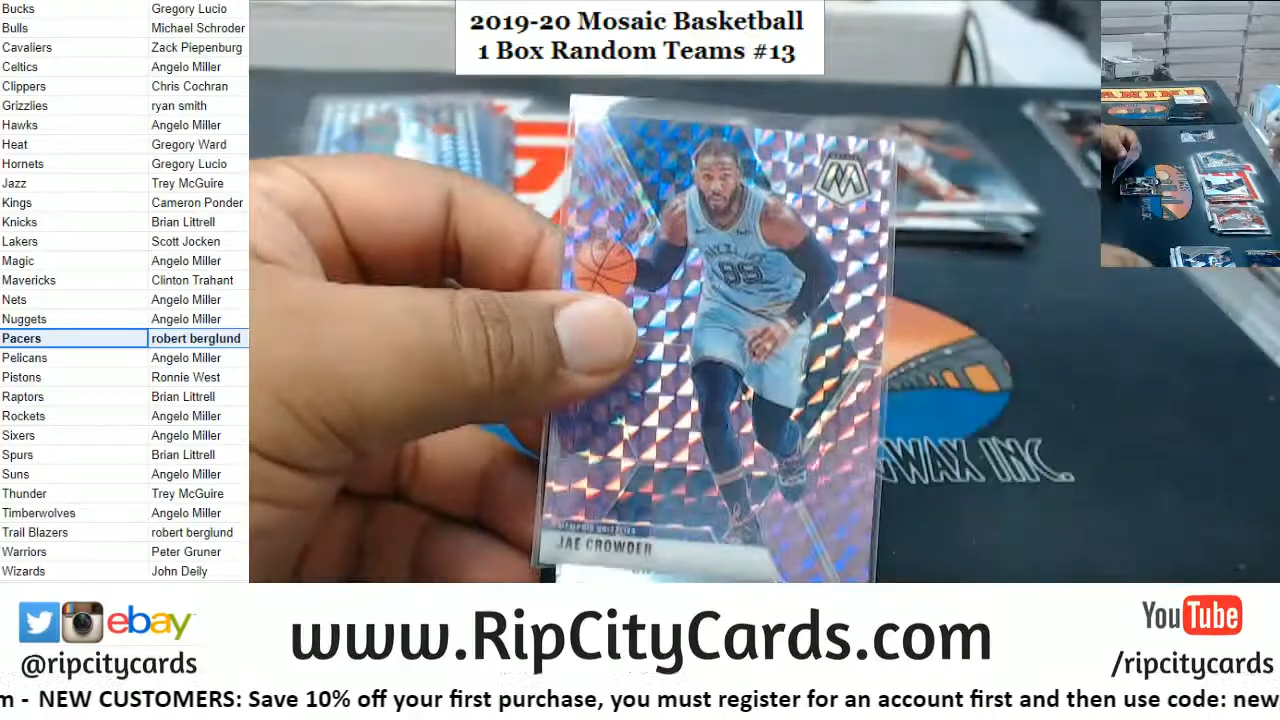 2019-20 Mosaic Basketball
1 Box Random Teams #13
Bucks Gregory Lucio
Bulls Michael Schroder
Cavaliers Zack Piepenburg
Celtics Angelo Miller
Clippers Chris Cochran
Grizzlies ryan smith
Hawks Angelo Miller
Heat Gregory Ward
Hornets Gregory Lucio
Jazz Trey McGuire
Kings Cameron Ponder
Knicks Brian Littrell
Lakers Scott Jocken
Magic Angelo Miller
Mavericks Clinton Trahant
Nets Angelo Miller
Nuggets Angelo Miller
Pacers robert berglund
Pelicans Angelo Miller
Pistons Ronnie West
Raptors Brian Littrell
Rockets Angelo Miller
Sixers Angelo Miller
Spurs Brian Littrell
Suns Angelo Miller
Thunder Trey McGuire
Timberwolves Angelo Miller
Trail Blazers robert berglund
Warriors Peter Gruner
Wizards John Deily
M
99
MEMPHIS GRIZZLIES
JAE CROWDER
WAX INC.
PANINI
ebay
@ripcitycards
www.RipCityCards.com
YouTube
/ripcitycards
m - NEW CUSTOMERS: Save 10% off your first purchase, you must register for an account first and then use code: new